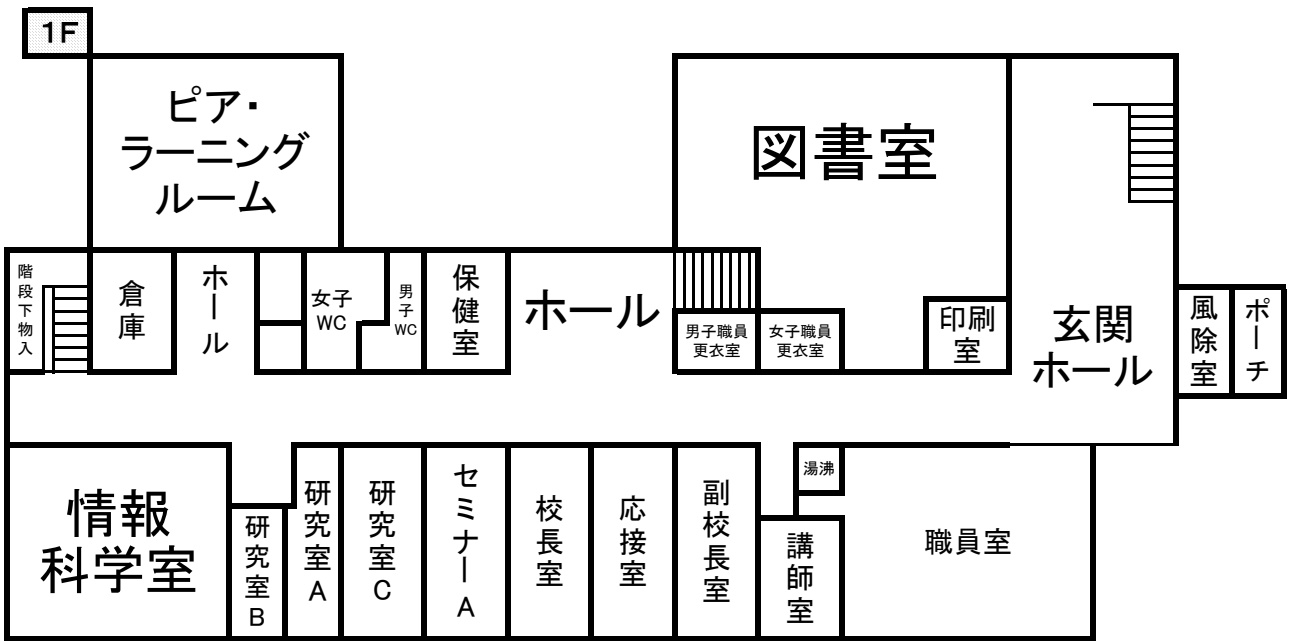 1F
ピア・
ラーニング
ルーム
図書室
階段下物入
倉庫
ホール
女子
WC
男子WC
保健室
ホール
男子職員
更衣室
女子職員
更衣室
印刷
室
玄関
ホール
風除室
ポーチ
情報
科学室
研究室B
研究室A
研究室C
セミナーA
校長室
応接室
副校長室
湯沸
講師室
職員室